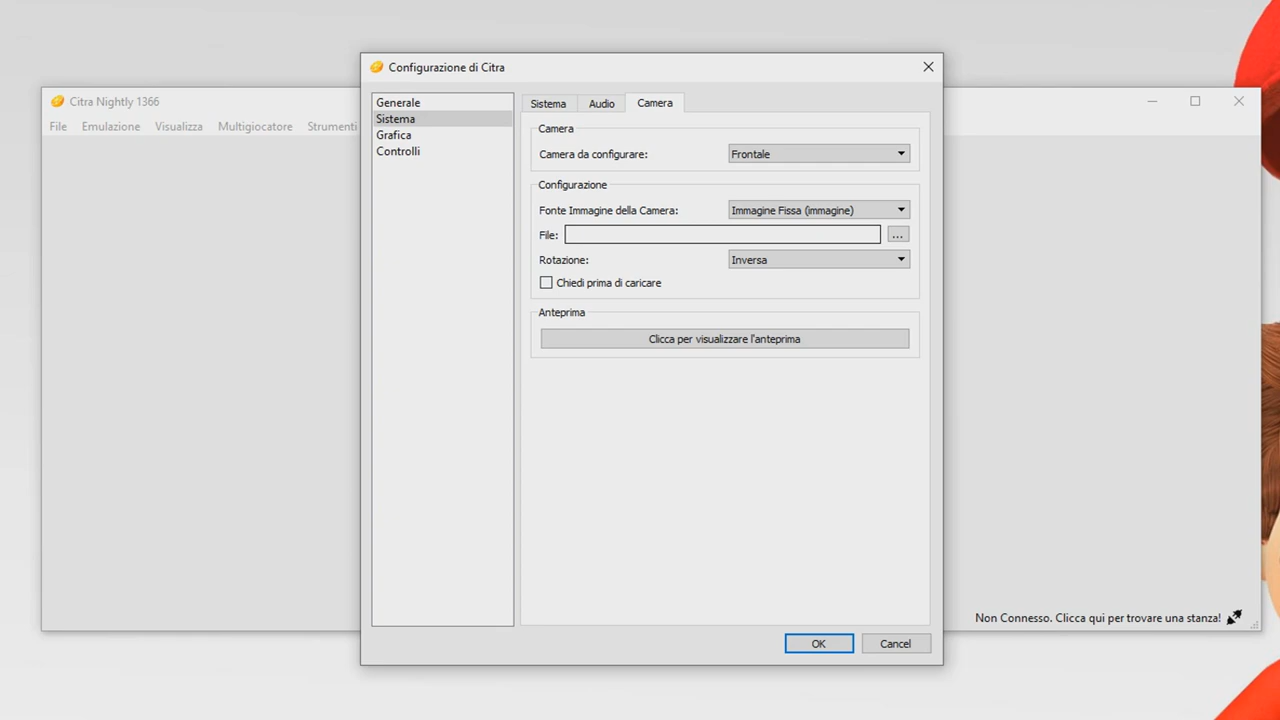 Configurazione di Citra
Citra Nightly 1366
File Emulazione Visualizza Multigiocatore Strumenti
Generale
Sistema
Grafica
Controlli
Sistema Audio Camera
Camera
Camera da configurare: Frontale
Configurazione
Fonte Immagine della Camera: Immagine Fissa (immagine)
File: ...
Rotazione: Inversa
Chiedi prima di caricare
Anteprima
Clicca per visualizzare l'anteprima
Non Connesso. Clicca qui per trovare una stanza!
OK Cancel